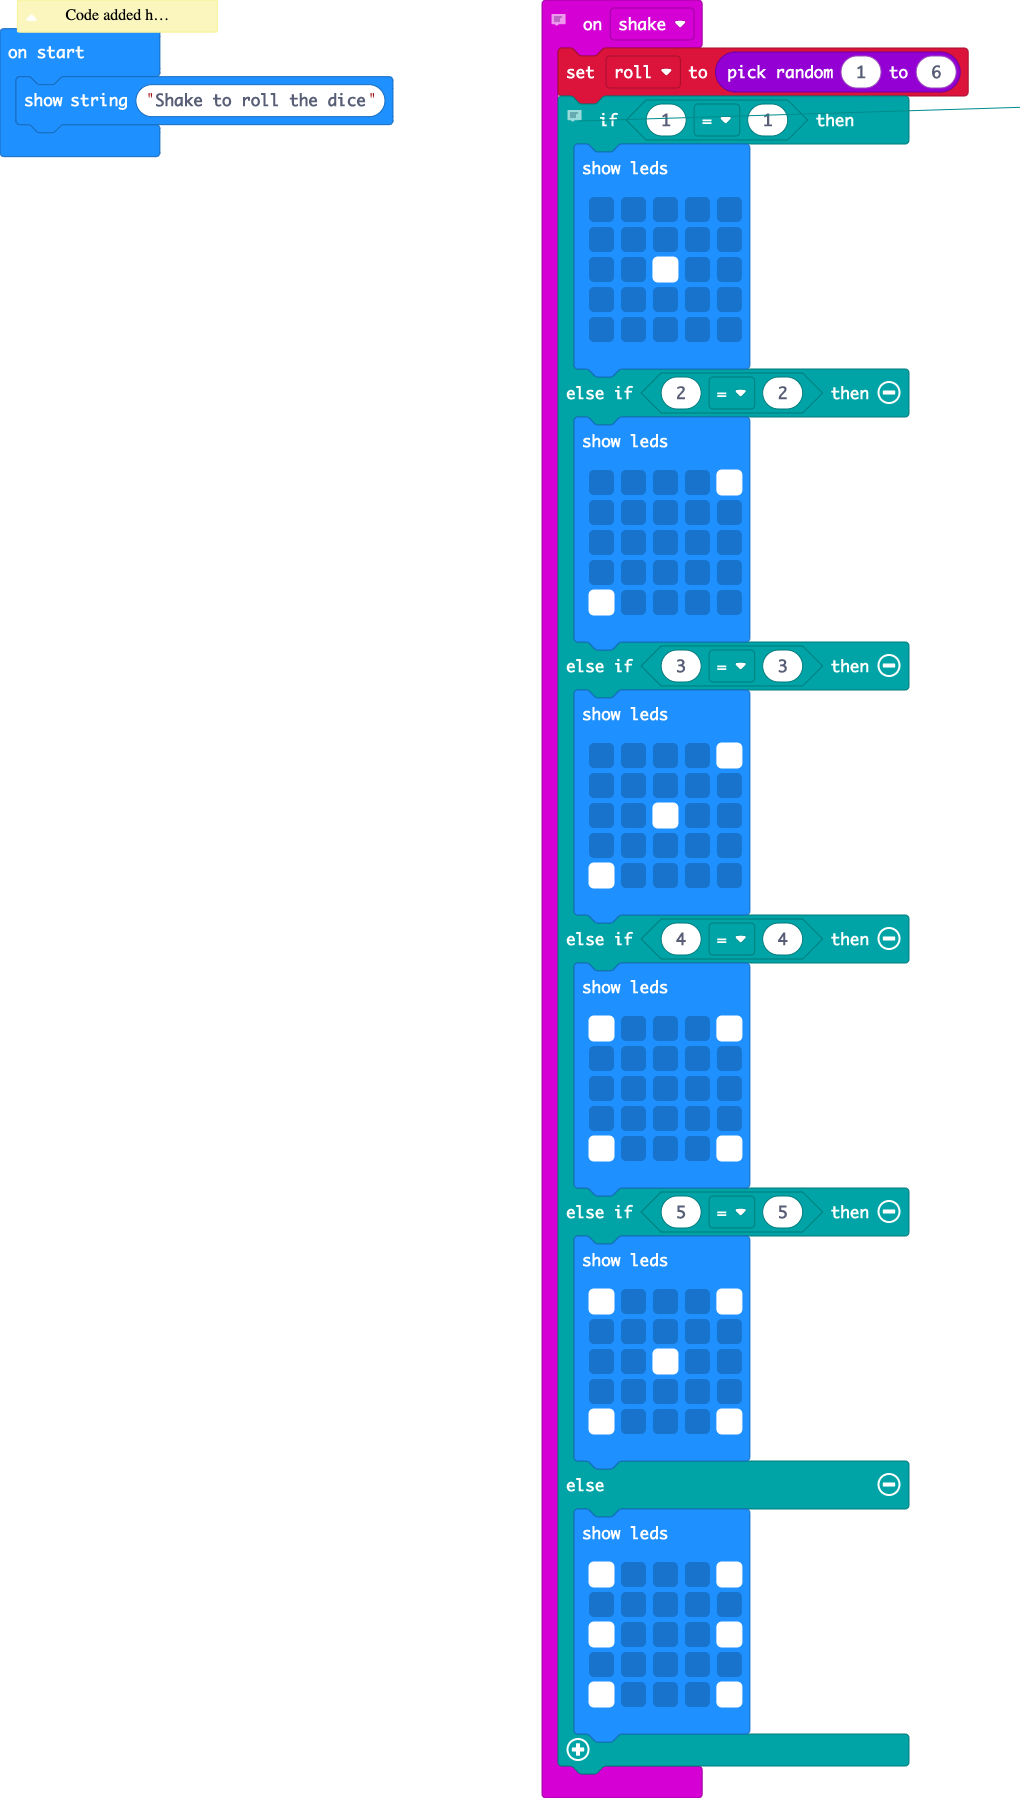 Code added h…
on start
show string "Shake to roll the dice"
on shake
set roll to pick random 1 to 6
if 1 = 1 then
show leds
else if 2 = 2 then
show leds
else if 3 = 3 then
show leds
else if 4 = 4 then
show leds
else if 5 = 5 then
show leds
else
show leds